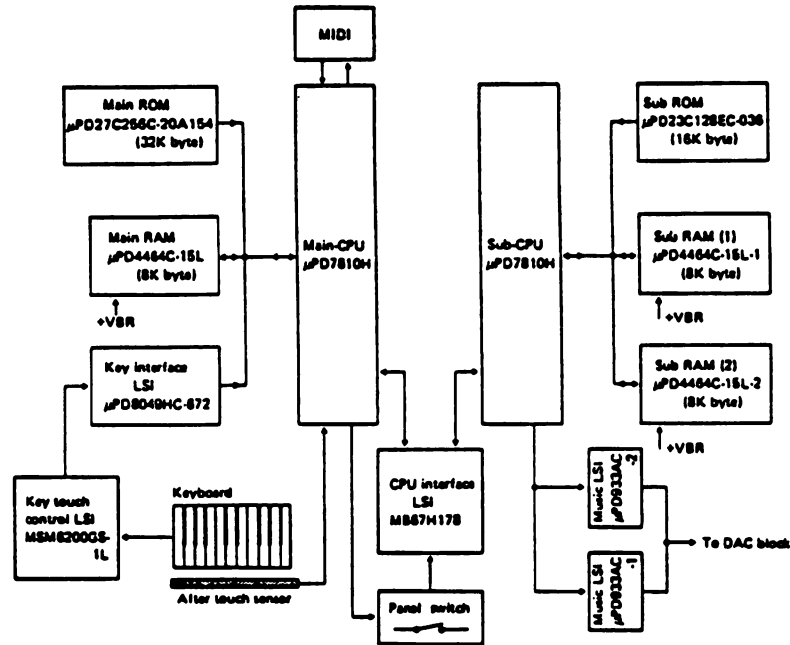 MIDI
Main ROM
µPD27C256C-20A154
(32K byte)
Main RAM
µPD4464C-15L
(8K byte)
+VBR
Key interface
LSI
µPD8049HC-672
Key touch
control LSI
MSM6200GS-
1L
Keyboard
After touch sensor
Main-CPU
µPD7810H
CPU interface
LSI
MB67H178
Panel switch
Sub-CPU
µPD7810H
Sub ROM
µPD23C128EC-036
(16K byte)
Sub RAM (1)
µPD4464C-15L-1
(8K byte)
+VBR
Sub RAM (2)
µPD4464C-15L-2
(8K byte)
+VBR
Music LSI
µPD933AC
-2
Music LSI
µPD933AC
-1
To DAC block